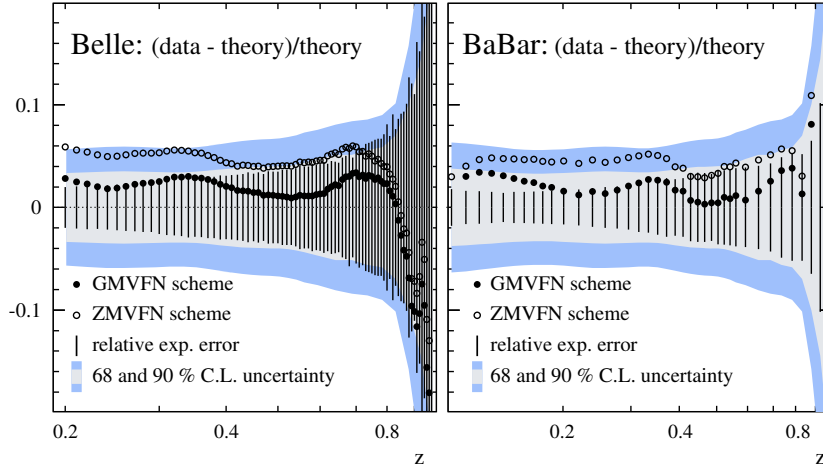 Belle: (data - theory)/theory
BaBar: (data - theory)/theory
0.1
0
-0.1
GMVFN scheme
ZMVFN scheme
relative exp. error
68 and 90 % C.L. uncertainty
GMVFN scheme
ZMVFN scheme
relative exp. error
68 and 90 % C.L. uncertainty
0.2 0.4 0.8
0.2 0.4 0.8
z
z